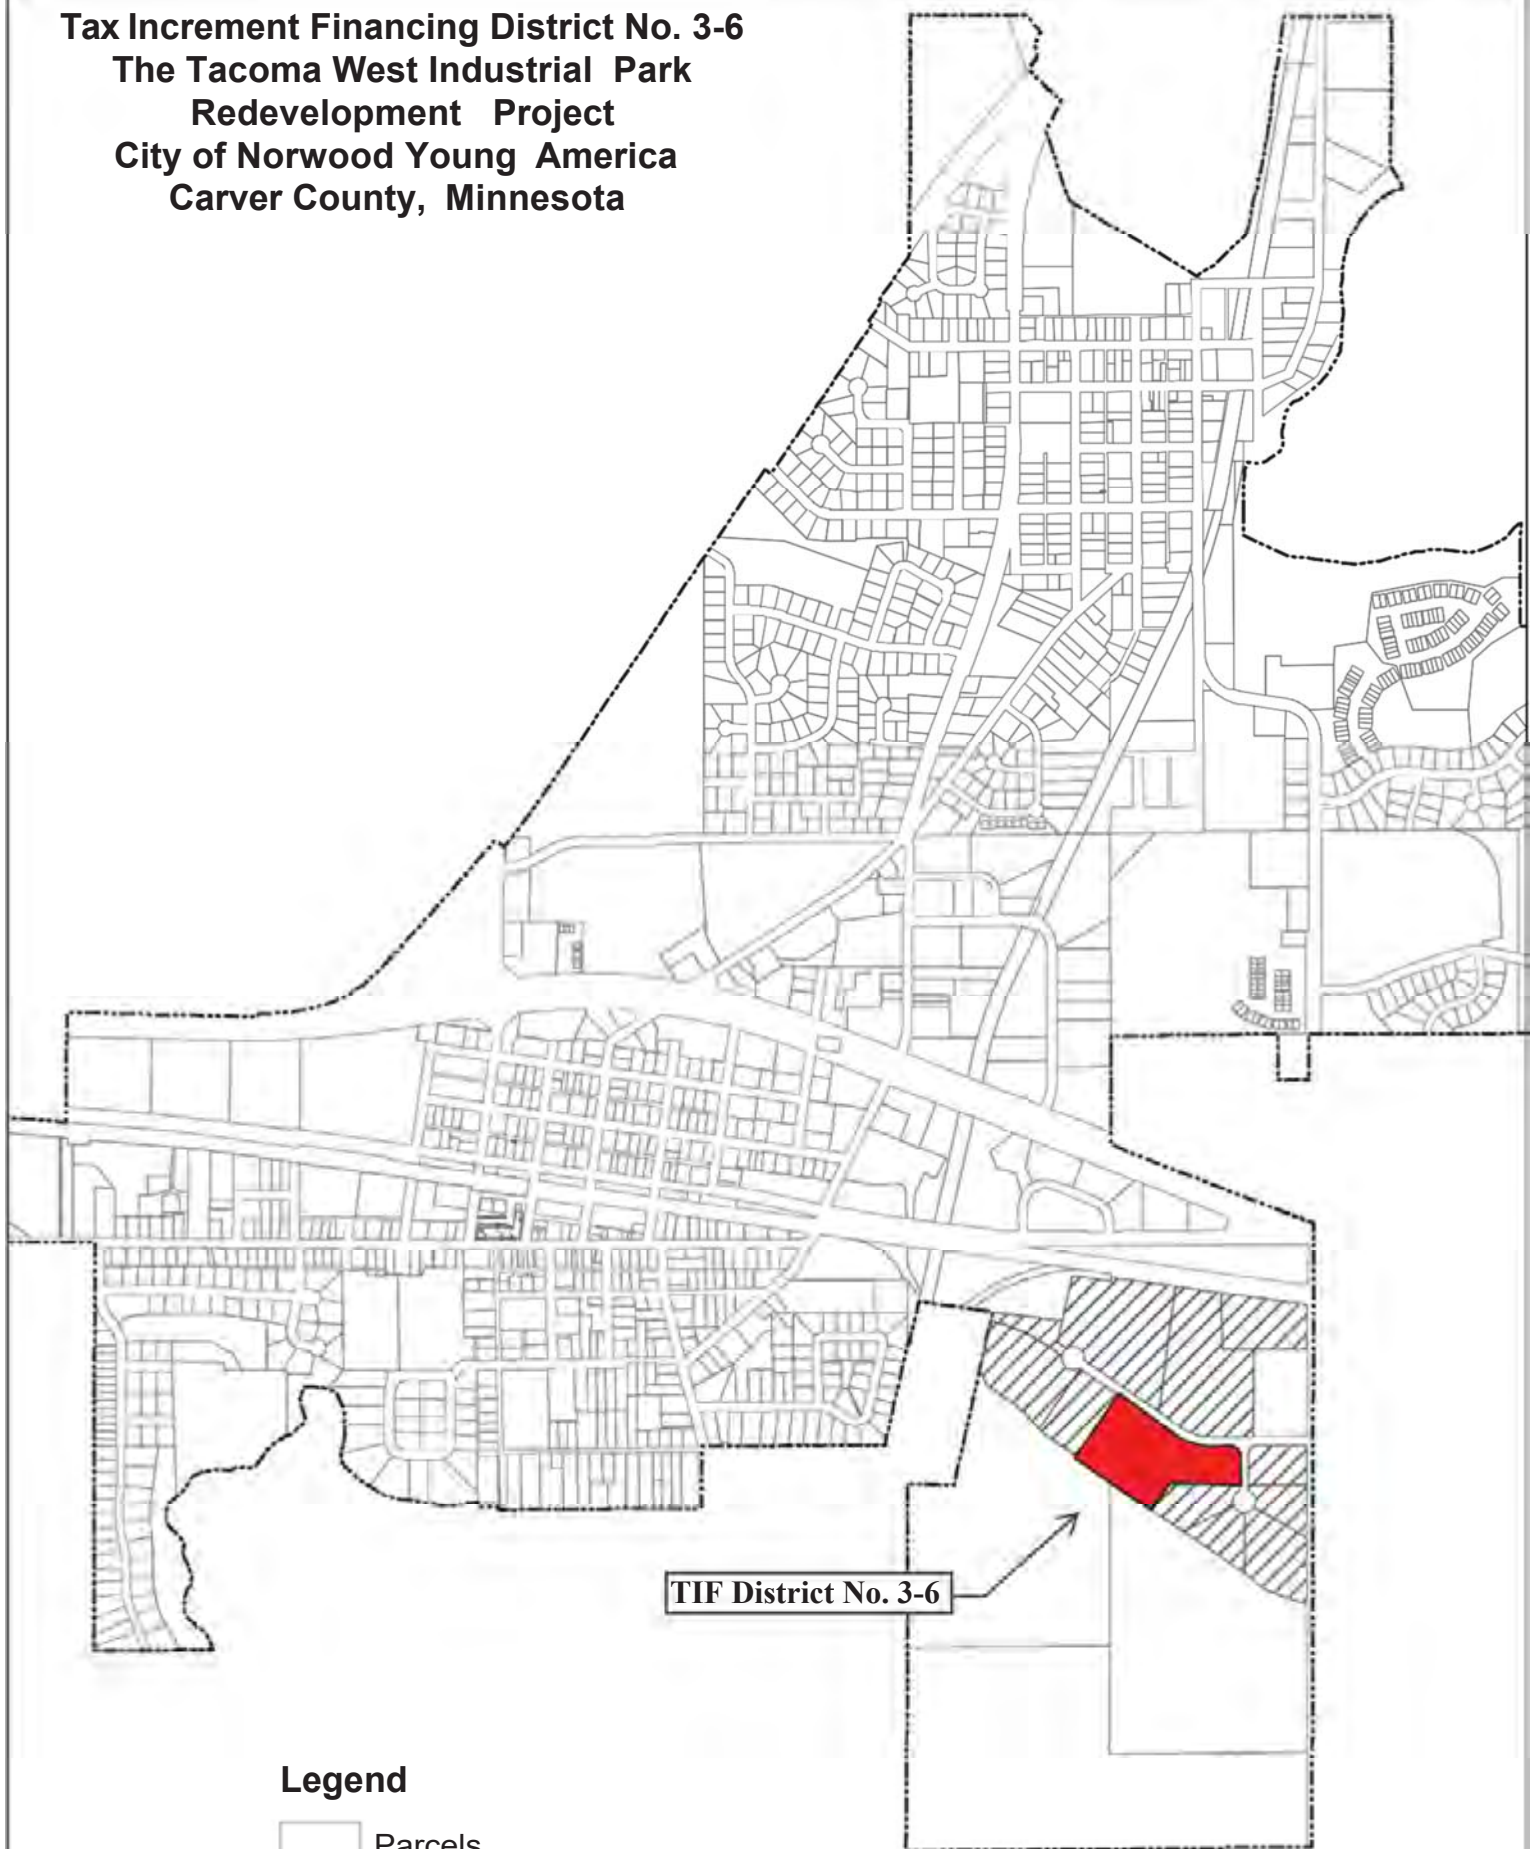 Tax Increment Financing District No. 3-6
The Tacoma West Industrial Park
Redevelopment Project
City of Norwood Young America
Carver County, Minnesota
TIF District No. 3-6
Legend
Parcels